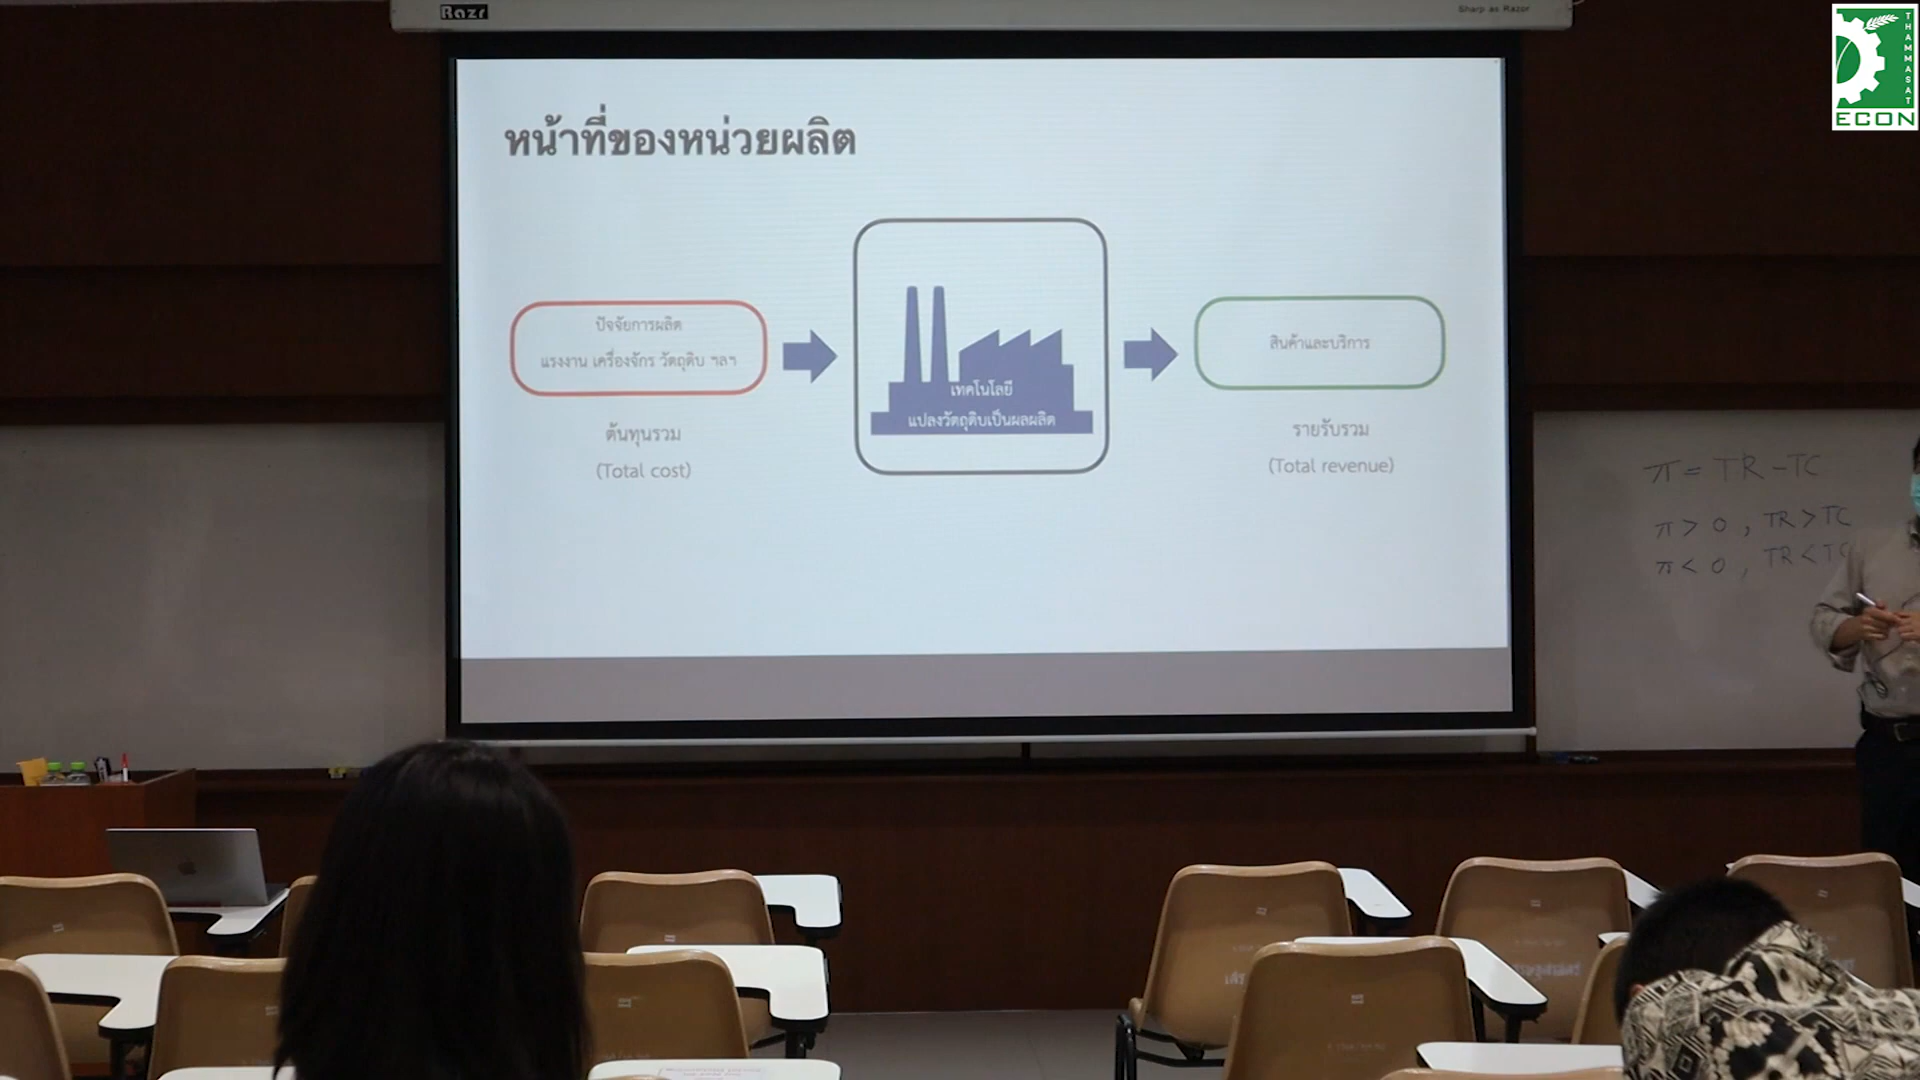 Razr
Sharp as Razor
THAMMASAT
ECON
หน้าที่ของหน่วยผลิต
ปัจจัยการผลิต
แรงงาน เครื่องจักร วัตถุดิบ ฯลฯ
ต้นทุนรวม
(Total cost)
เทคโนโลยี
แปลงวัตถุดิบเป็นผลผลิต
สินค้าและบริการ
รายรับรวม
(Total revenue)
π = TR - TC
π > 0 , TR > TC
π < 0 , TR < TC